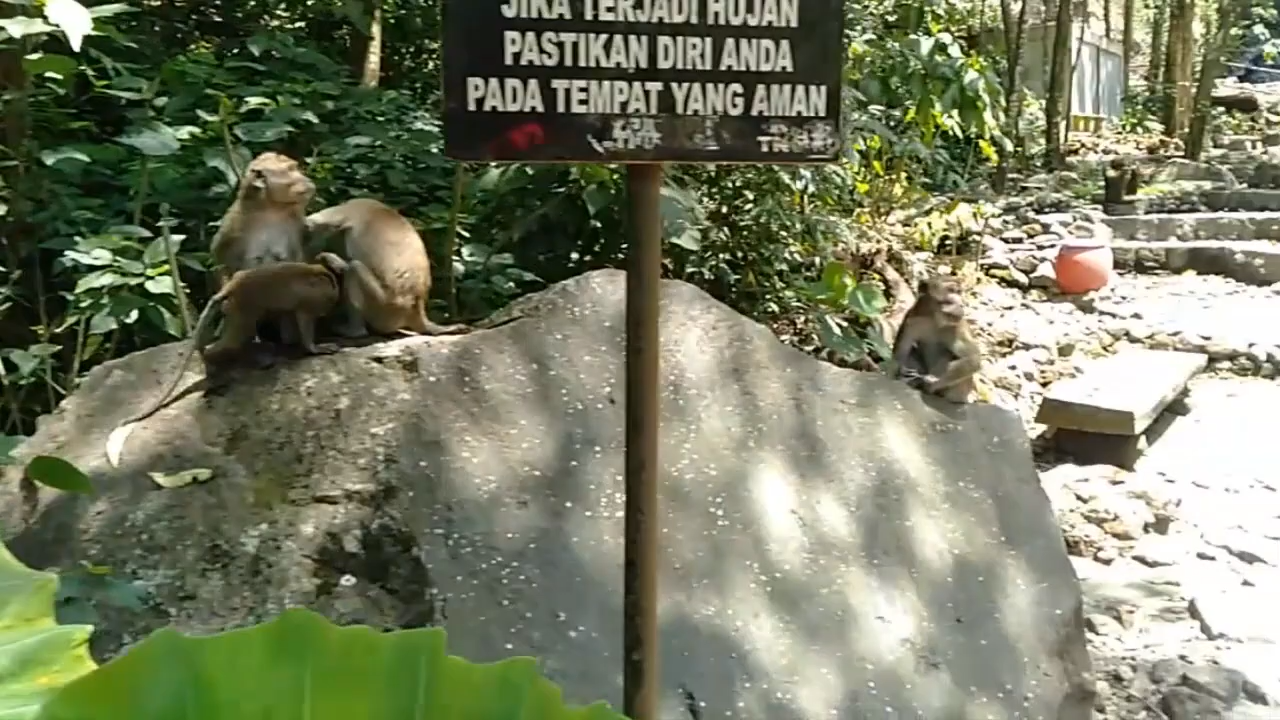 JIKA TERJADI HUJAN
PASTIKAN DIRI ANDA
PADA TEMPAT YANG AMAN